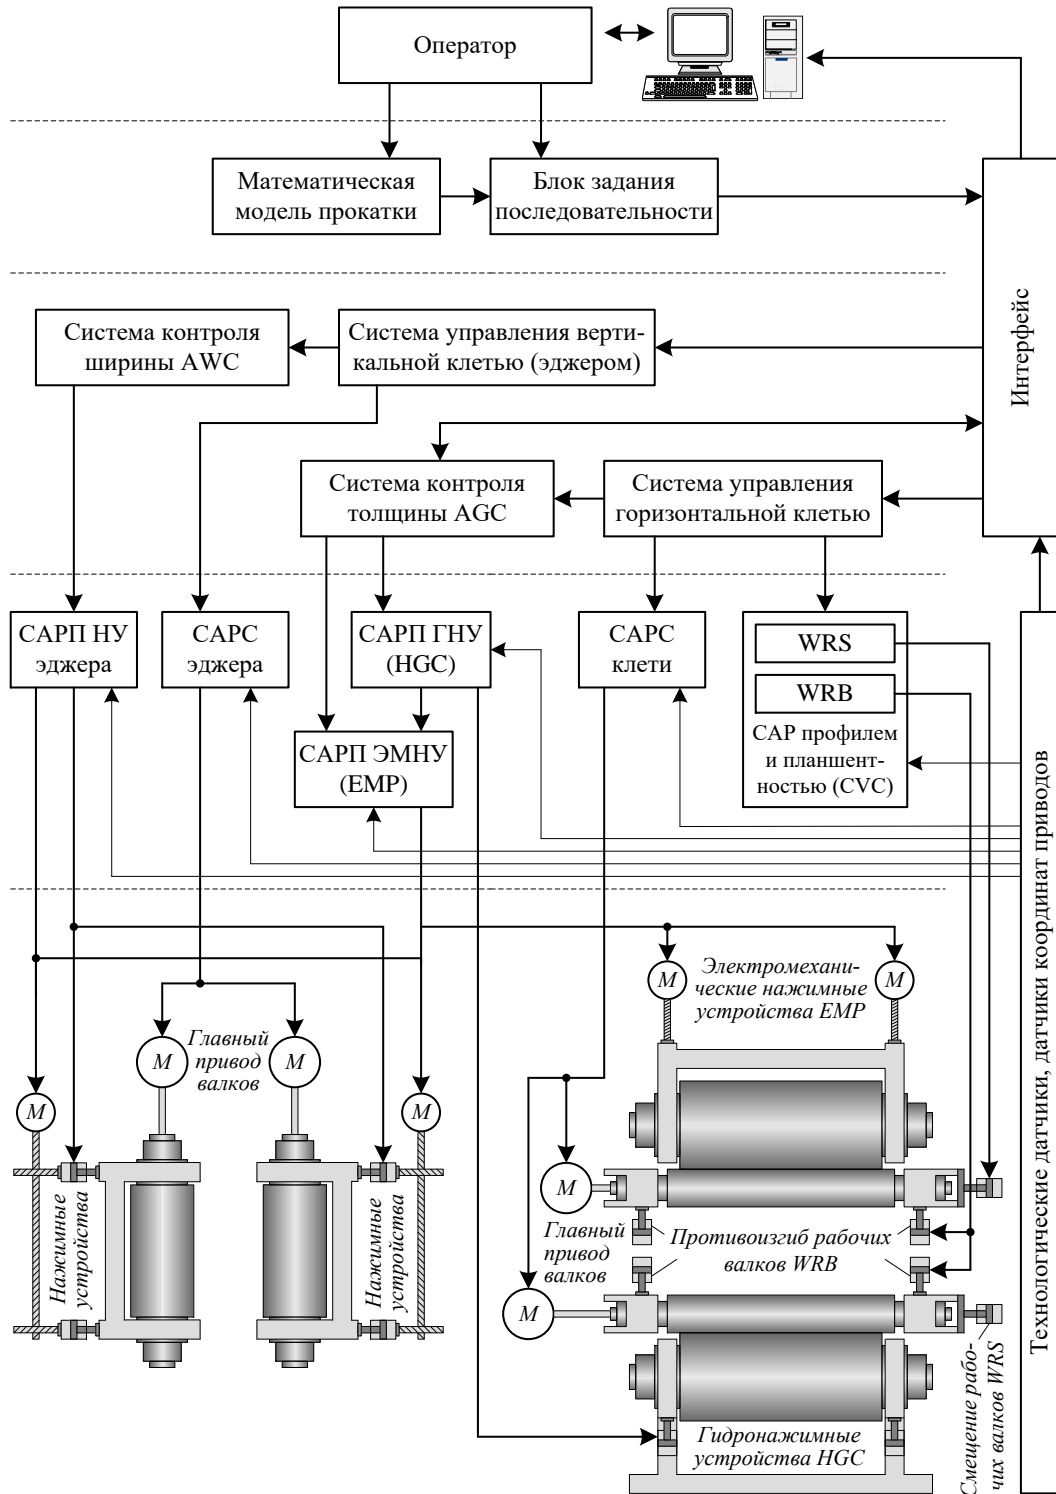 Оператор
Математическая
модель прокатки
Блок задания
последовательности
Интерфейс
Система контроля
ширины AWC
Система управления верти-
кальной клетью (эджером)
Система контроля
толщины AGC
Система управления
горизонтальной клетью
САРП НУ
эджера
САРС
эджера
САРП ГНУ
(HGC)
САРС
клети
WRS
WRB
САР профилем
и планшент-
ностью (CVC)
САРП ЭМНУ
(EMP)
Технологические датчики, датчики координат приводов
M
M
Электромехани-
ческие нажимные
устройства EMP
M
M
Главный
привод
валков
M
M
Нажимные
устройства
Нажимные
устройства
M
Главный
привод
валков
M
Противоизгиб рабочих
валков WRB
Смещение рабо-
чих валков WRS
Гидронажимные
устройства HGC